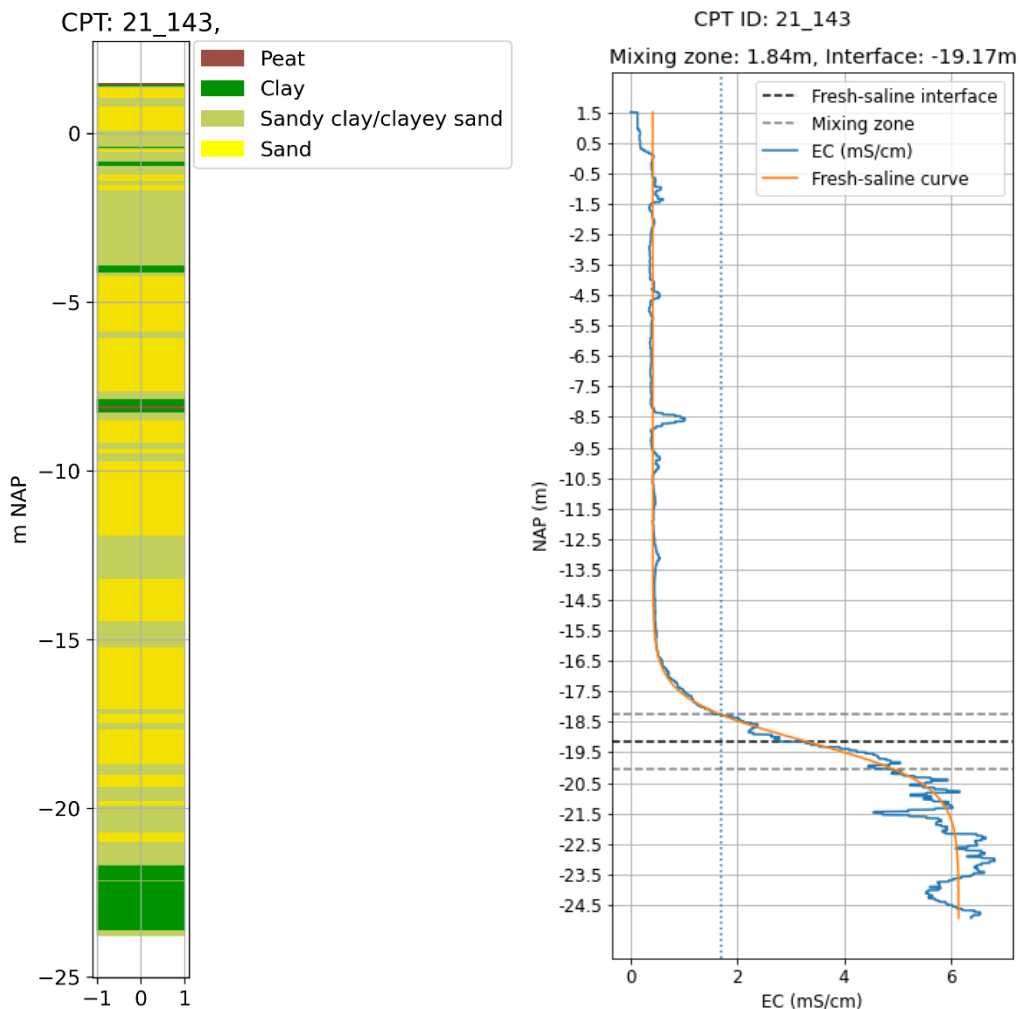 CPT: 21_143,
Peat
Clay
Sandy clay/clayey sand
Sand
0
−5
−10
−15
−20
−25
m NAP
−1 0 1
CPT ID: 21_143
Mixing zone: 1.84m, Interface: -19.17m
Fresh-saline interface
Mixing zone
EC (mS/cm)
Fresh-saline curve
1.5
0.5
-0.5
-1.5
-2.5
-3.5
-4.5
-5.5
-6.5
-7.5
-8.5
-9.5
-10.5
-11.5
-12.5
-13.5
-14.5
-15.5
-16.5
-17.5
-18.5
-19.5
-20.5
-21.5
-22.5
-23.5
-24.5
NAP (m)
0 2 4 6
EC (mS/cm)